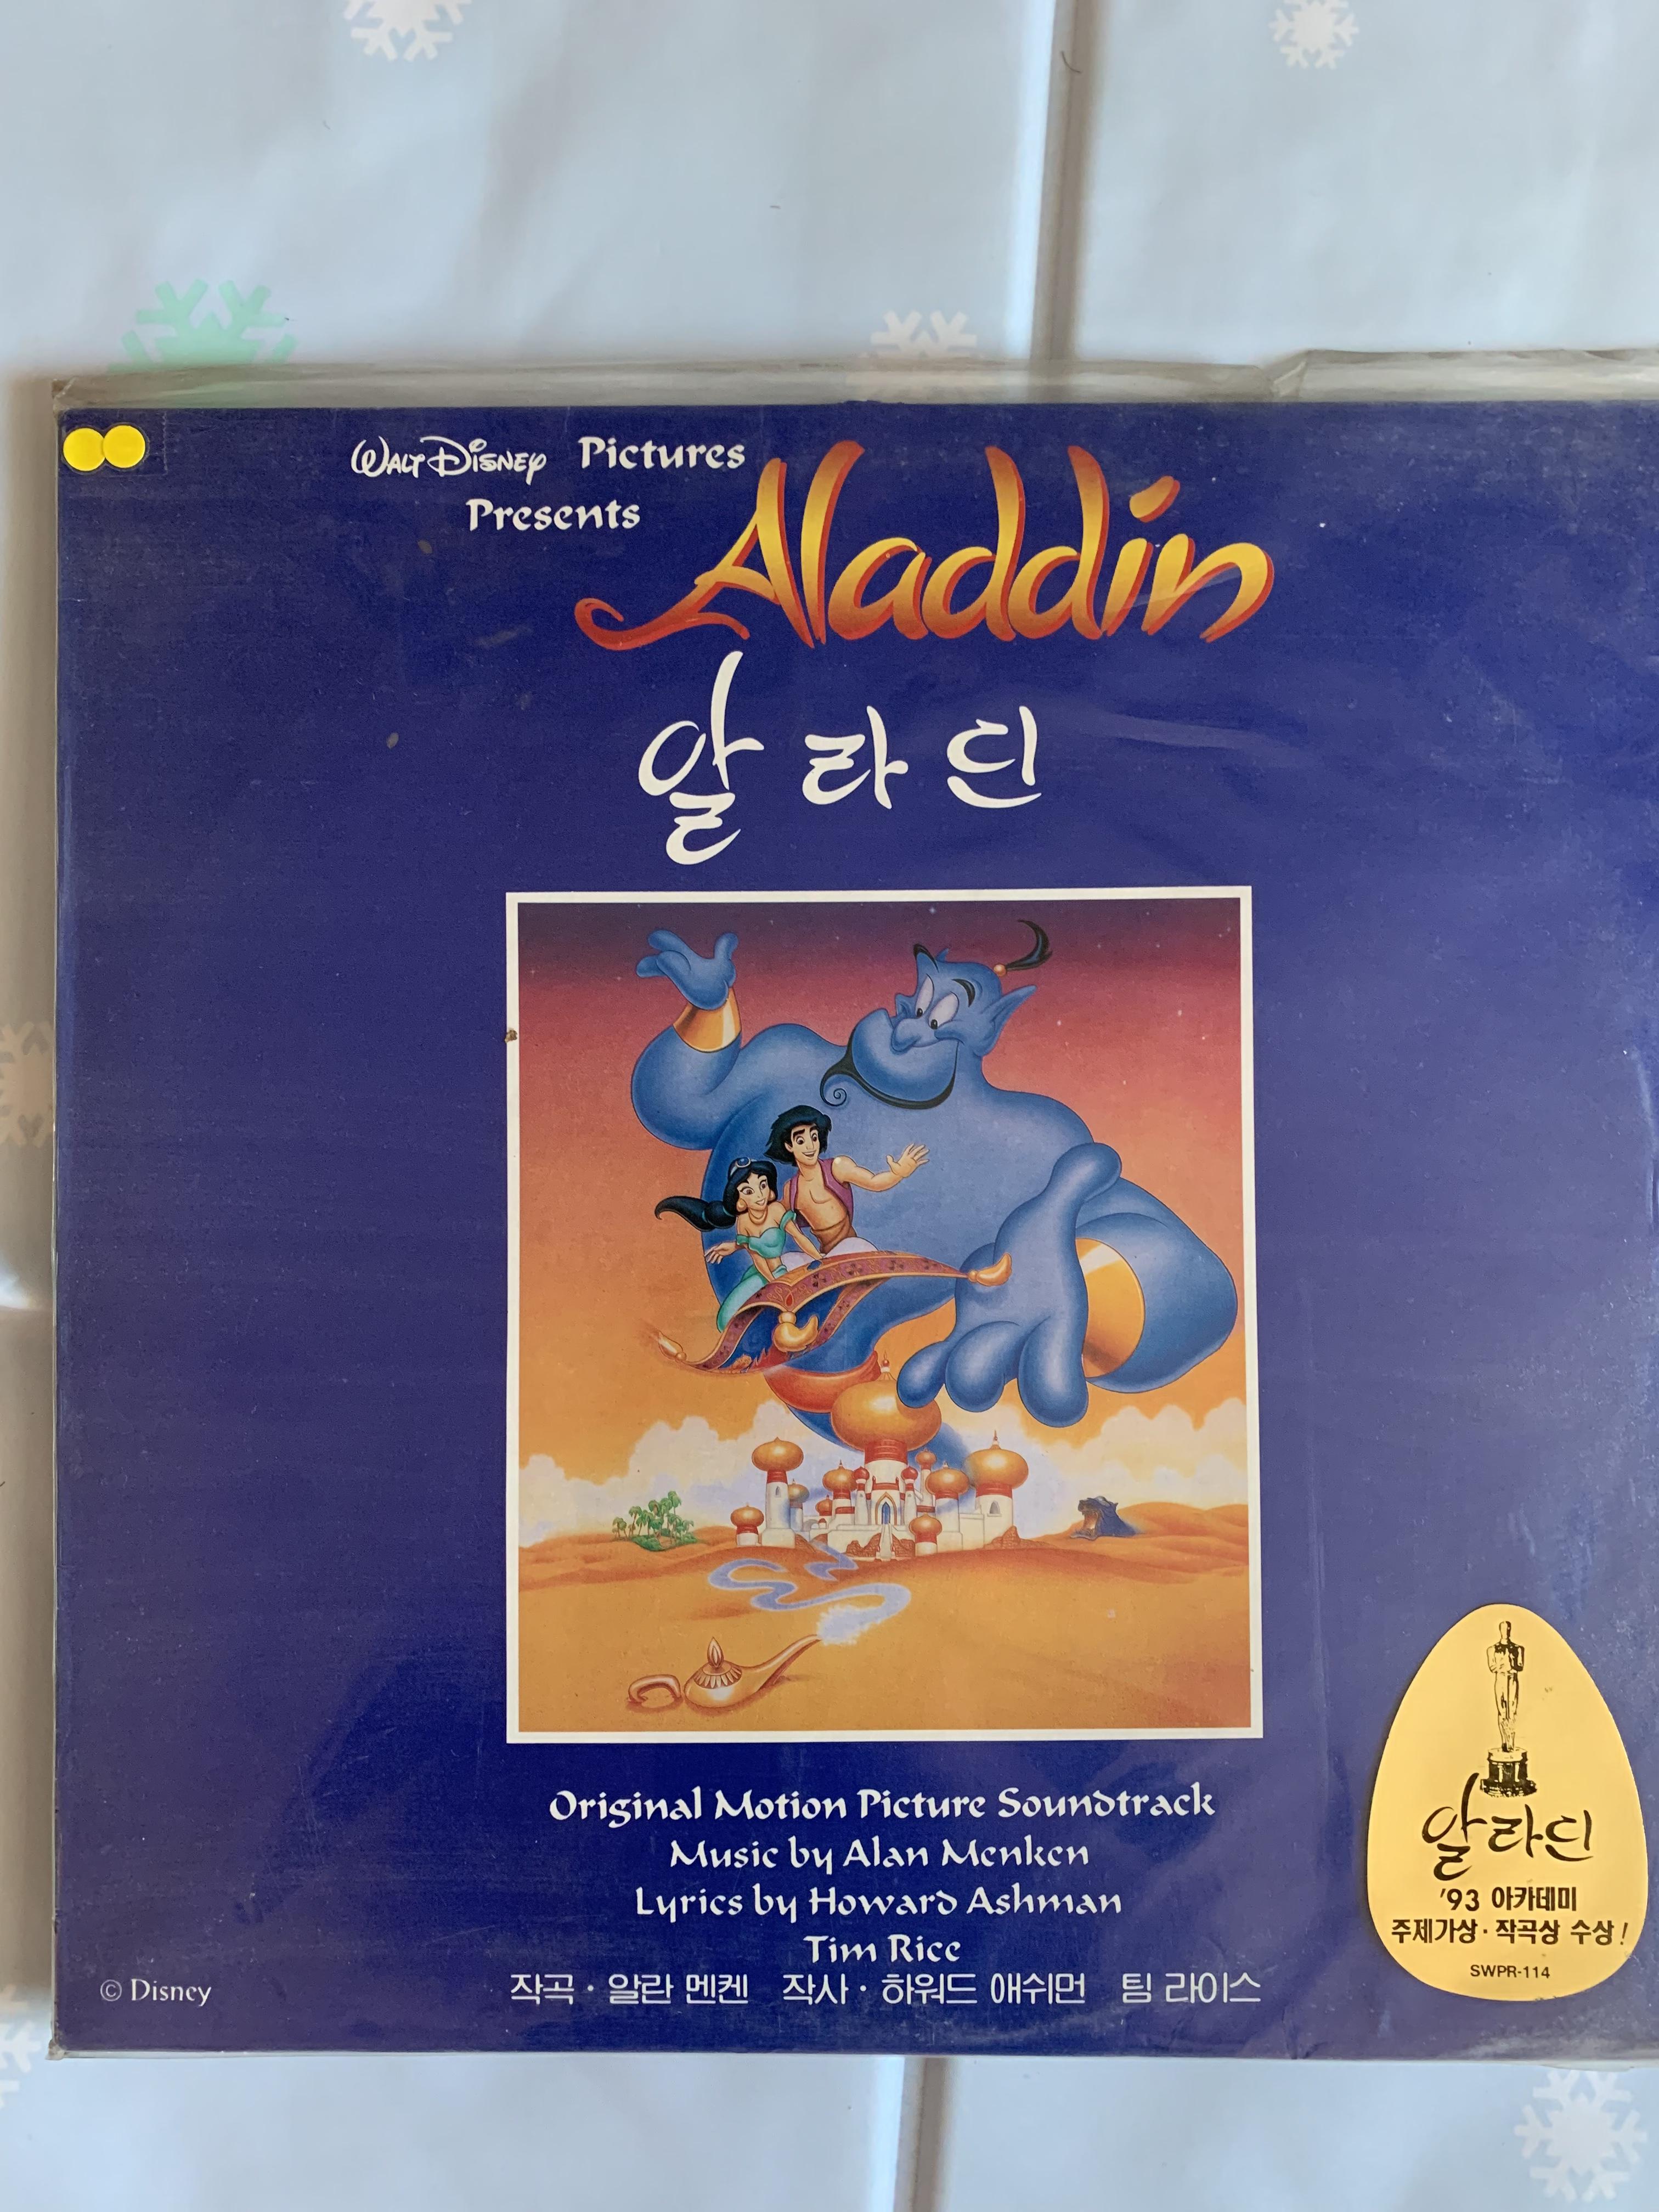 Walt Disney Pictures
Presents
Aladdin
알라딘
Original Motion Picture Soundtrack
Music by Alan Menken
Lyrics by Howard Ashman
Tim Rice
작곡 · 알란 멘켄 작사 · 하워드 애쉬먼 팀 라이스
© Disney
알라딘
'93 아카데미
주제가상 · 작곡상 수상!
SWPR-114